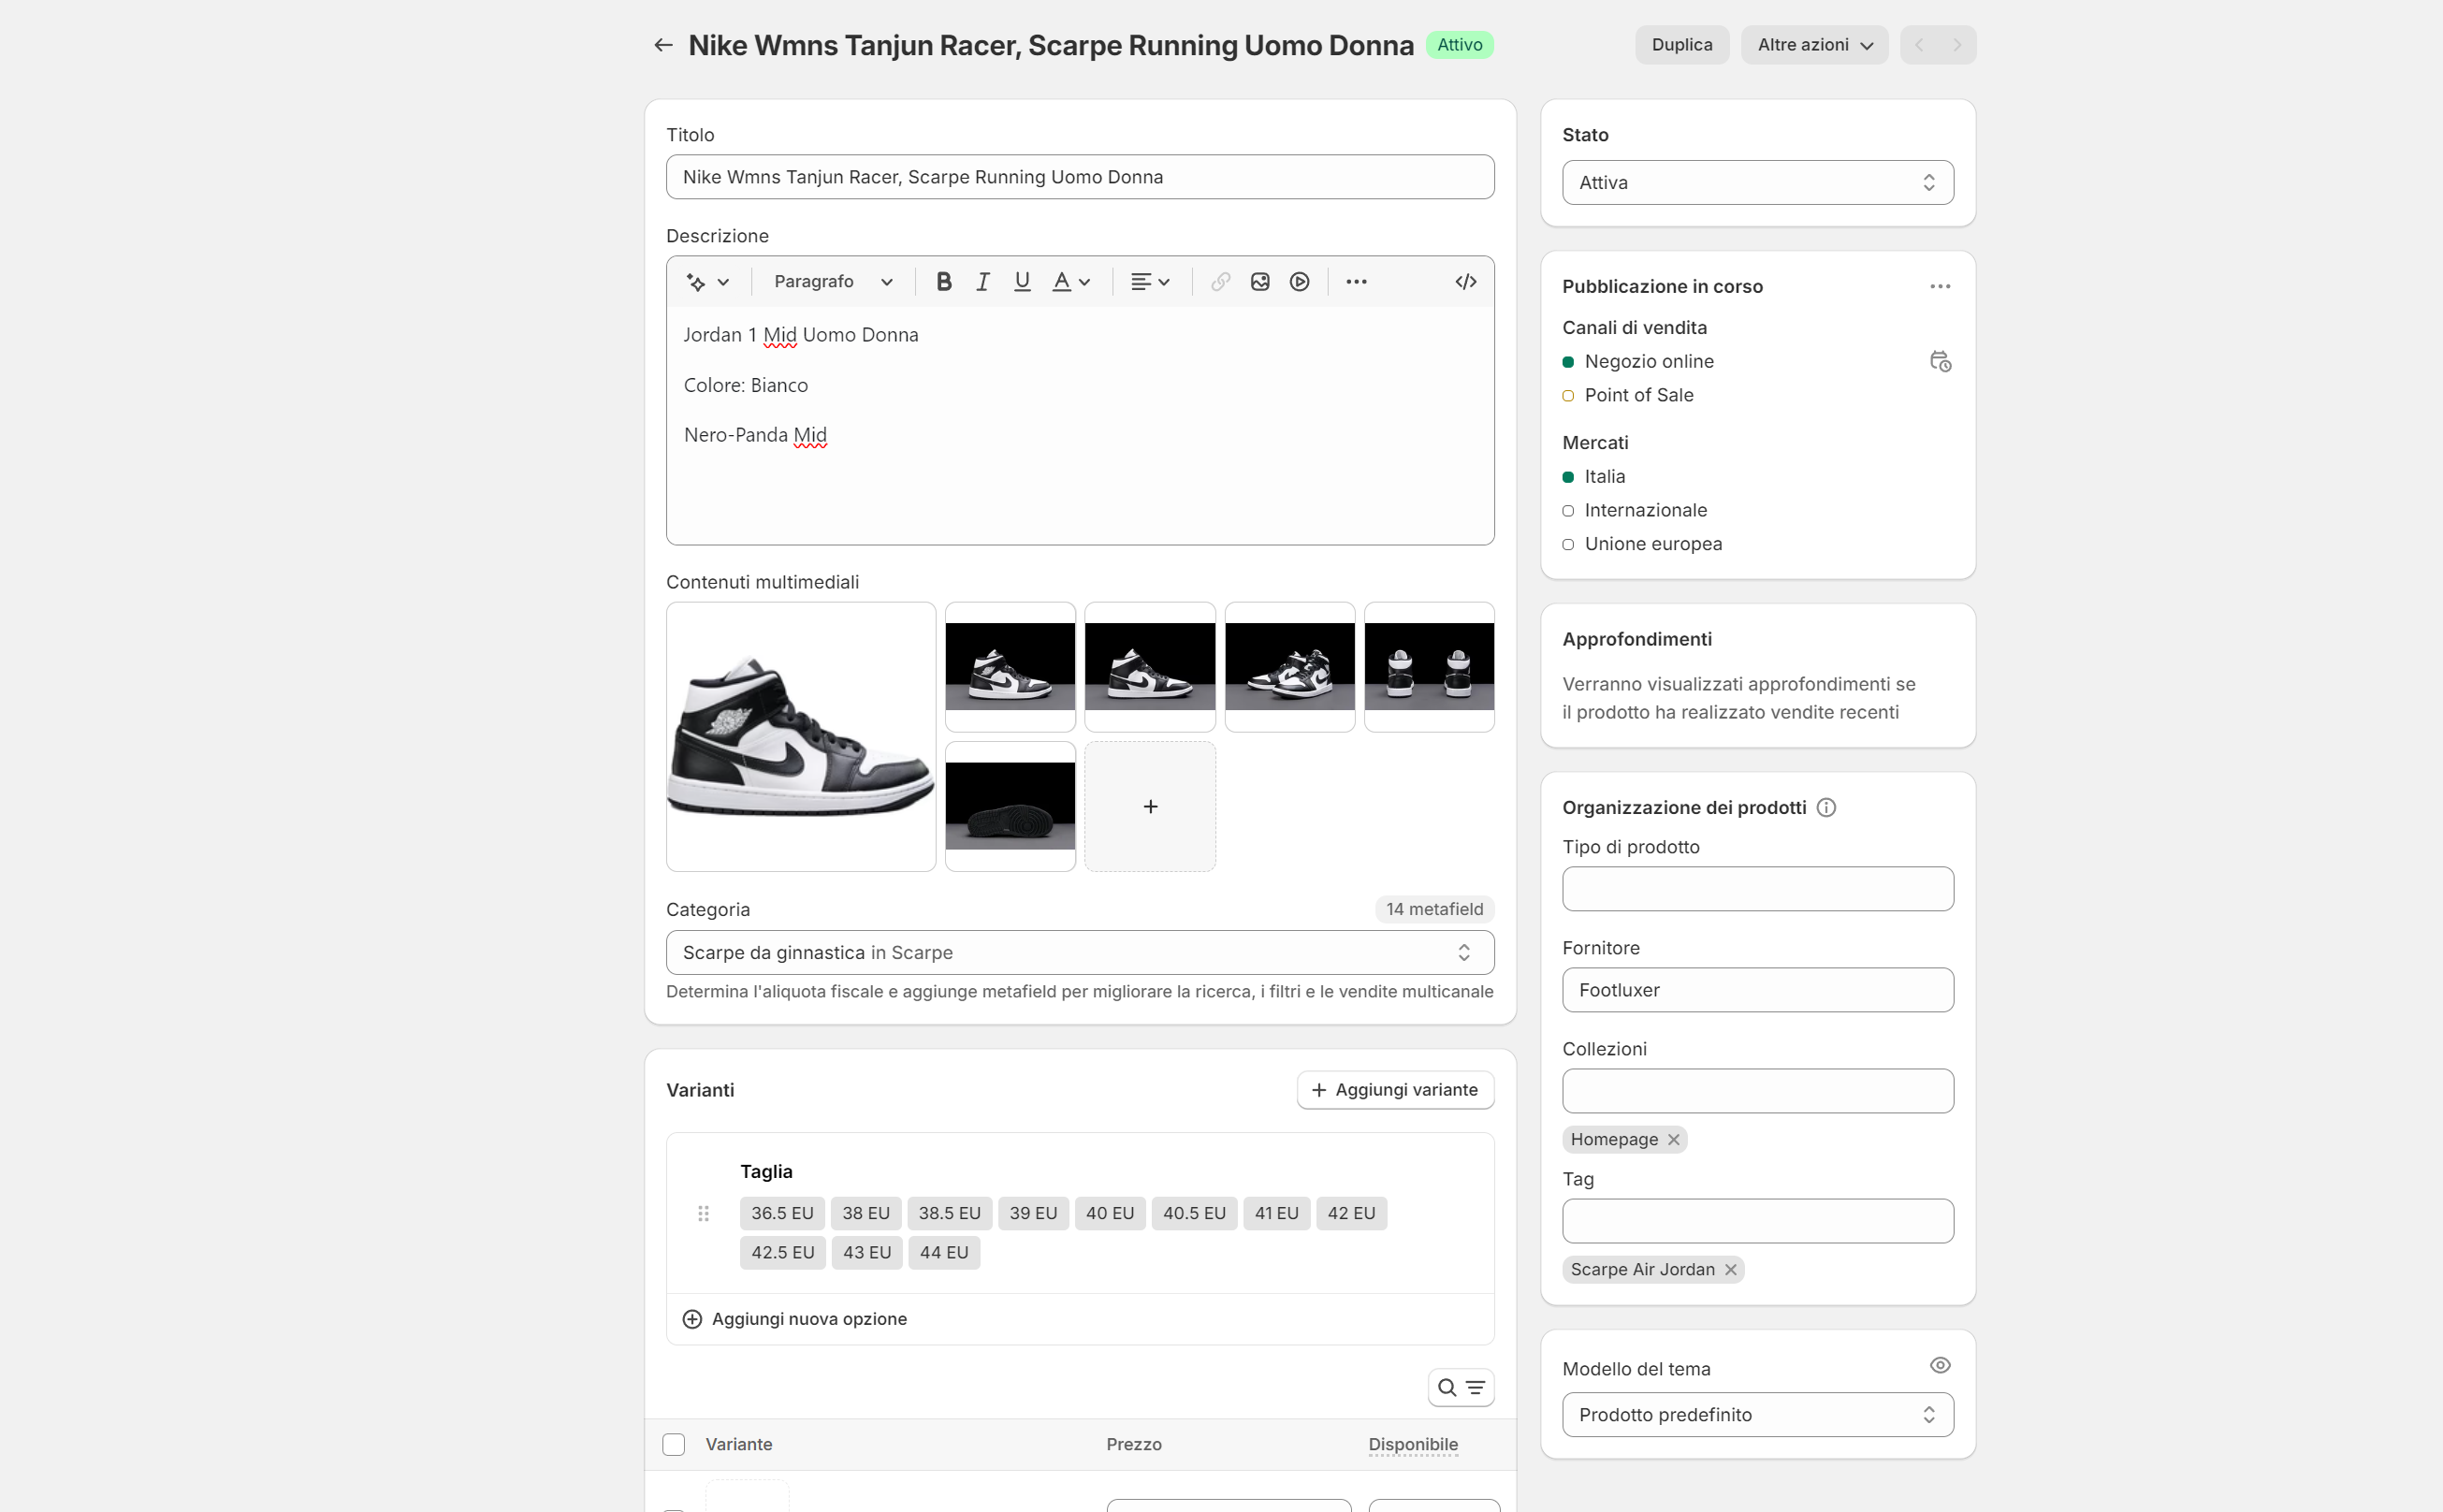 Nike Wmns Tanjun Racer, Scarpe Running Uomo Donna
Attivo
Duplica
Altre azioni
Titolo
Nike Wmns Tanjun Racer, Scarpe Running Uomo Donna
Descrizione
Paragrafo
B I U A
Jordan 1 Mid Uomo Donna
Colore: Bianco
Nero-Panda Mid
Contenuti multimediali
Categoria
14 metafield
Scarpe da ginnastica in Scarpe
Determina l'aliquota fiscale e aggiunge metafield per migliorare la ricerca, i filtri e le vendite multicanale
Varianti
+ Aggiungi variante
Taglia
36.5 EU 38 EU 38.5 EU 39 EU 40 EU 40.5 EU 41 EU 42 EU
42.5 EU 43 EU 44 EU
Aggiungi nuova opzione
Variante Prezzo Disponibile
Stato
Attiva
Pubblicazione in corso
Canali di vendita
Negozio online
Point of Sale
Mercati
Italia
Internazionale
Unione europea
Approfondimenti
Verranno visualizzati approfondimenti se
il prodotto ha realizzato vendite recenti
Organizzazione dei prodotti
Tipo di prodotto
Fornitore
Footluxer
Collezioni
Homepage
Tag
Scarpe Air Jordan
Modello del tema
Prodotto predefinito